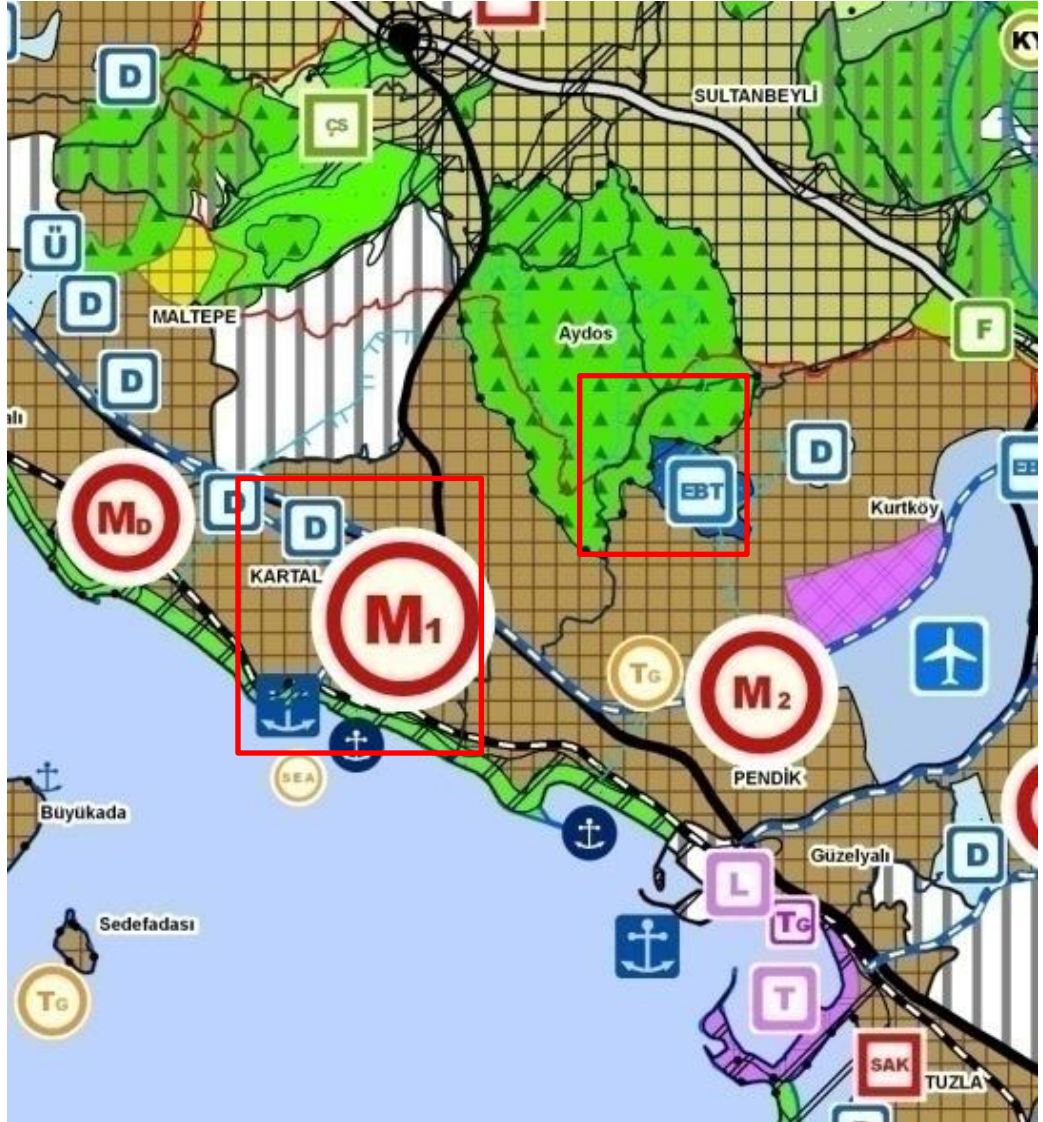 KY
D
SULTANBEYLİ
ÇS
Ü
D
MALTEPE
F
Aydos
D
alı
D
EBT
D
D
Kurtköy
MD
KARTAL
M1
TG
M2
SEA
PENDİK
Büyükada
Güzelyalı
D
L
Sedefadası
TG
TG
T
SAK
TUZLA
D